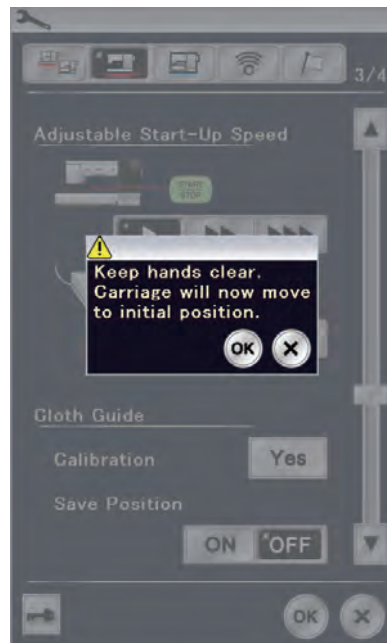 3/4
Adjustable Start-Up Speed
START
STOP
Keep hands clear.
Carriage will now move
to initial position.
OK
Cloth Guide
Calibration
Yes
Save Position
ON OFF
OK